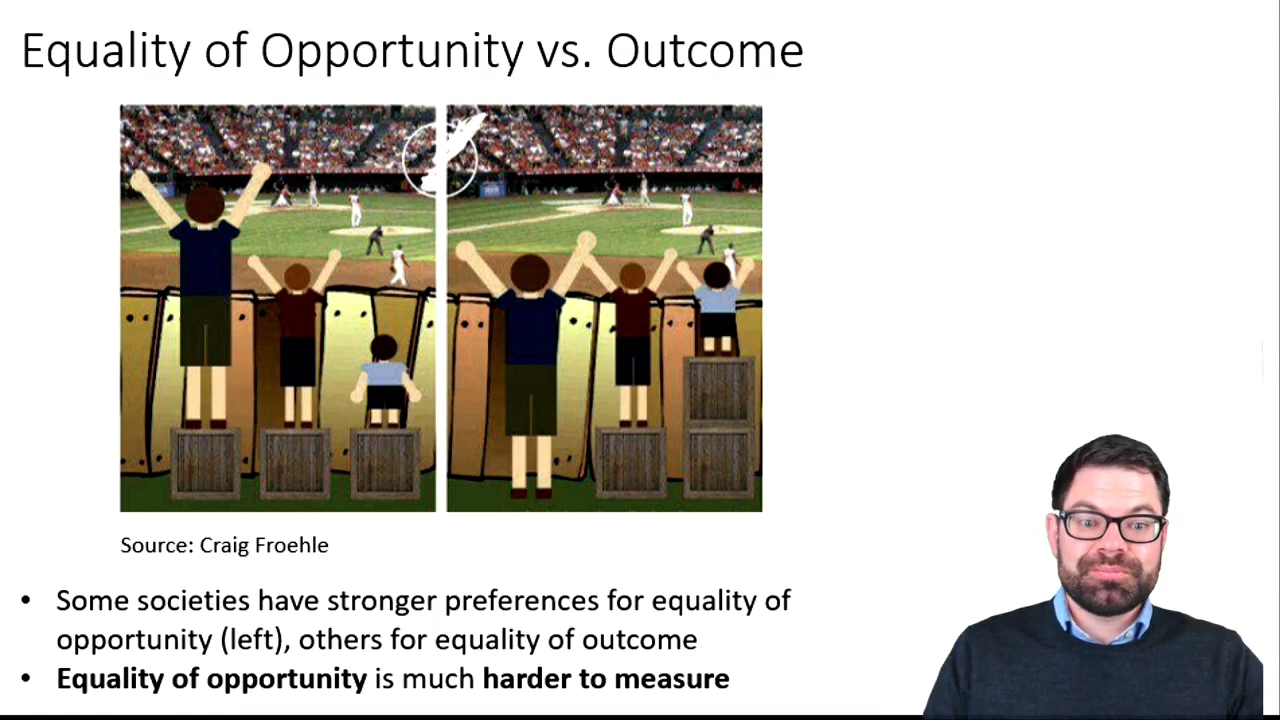 Equality of Opportunity vs. Outcome
Source: Craig Froehle
• Some societies have stronger preferences for equality of
opportunity (left), others for equality of outcome
• Equality of opportunity is much harder to measure